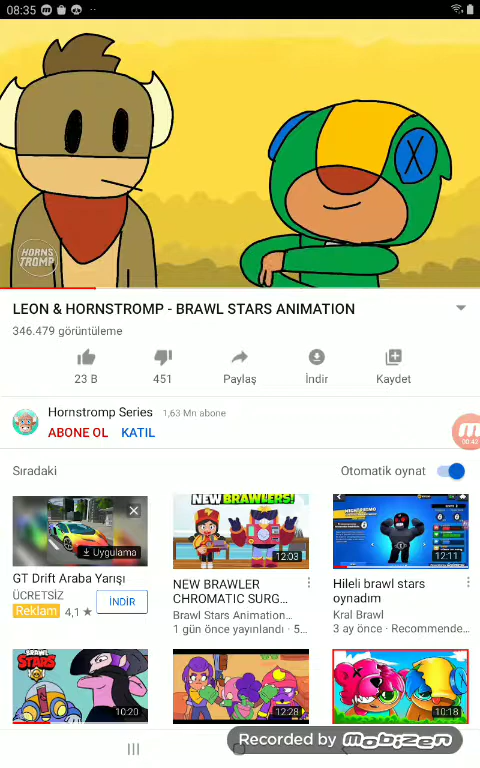 08:35
HORNS
TROMP
LEON & HORNSTROMP - BRAWL STARS ANIMATION
346.479 görüntüleme
23 B
451
Paylaş
İndir
Kaydet
Hornstromp Series
1,63 Mn abone
ABONE OL
KATIL
00:42
Sıradaki
Otomatik oynat
Uygulama
GT Drift Araba Yarışı
ÜCRETSİZ
Reklam
4,1 ★
İNDİR
NEW BRAWLERS!
12:03
NEW BRAWLER
CHROMATIC SURG...
Brawl Stars Animation...
1 gün önce yayınlandı · 5...
12:11
Hileli brawl stars
oynadım
Kral Brawl
3 ay önce · Recommende...
BRAWL
STARS
10:20
12:28
10:18
Recorded by Mobizen